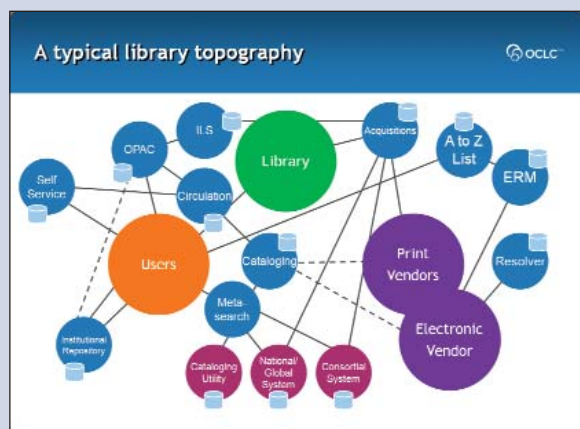 A typical library topography
OCLC™
ILS
Acquisitions
OPAC
A to Z
List
Library
ERM
Self
Service
Circulation
Users
Cataloging
Print
Vendors
Resolver
Meta-
search
Electronic
Vendor
Institutional
Repository
Cataloging
Utility
National/
Global
System
Consortial
System